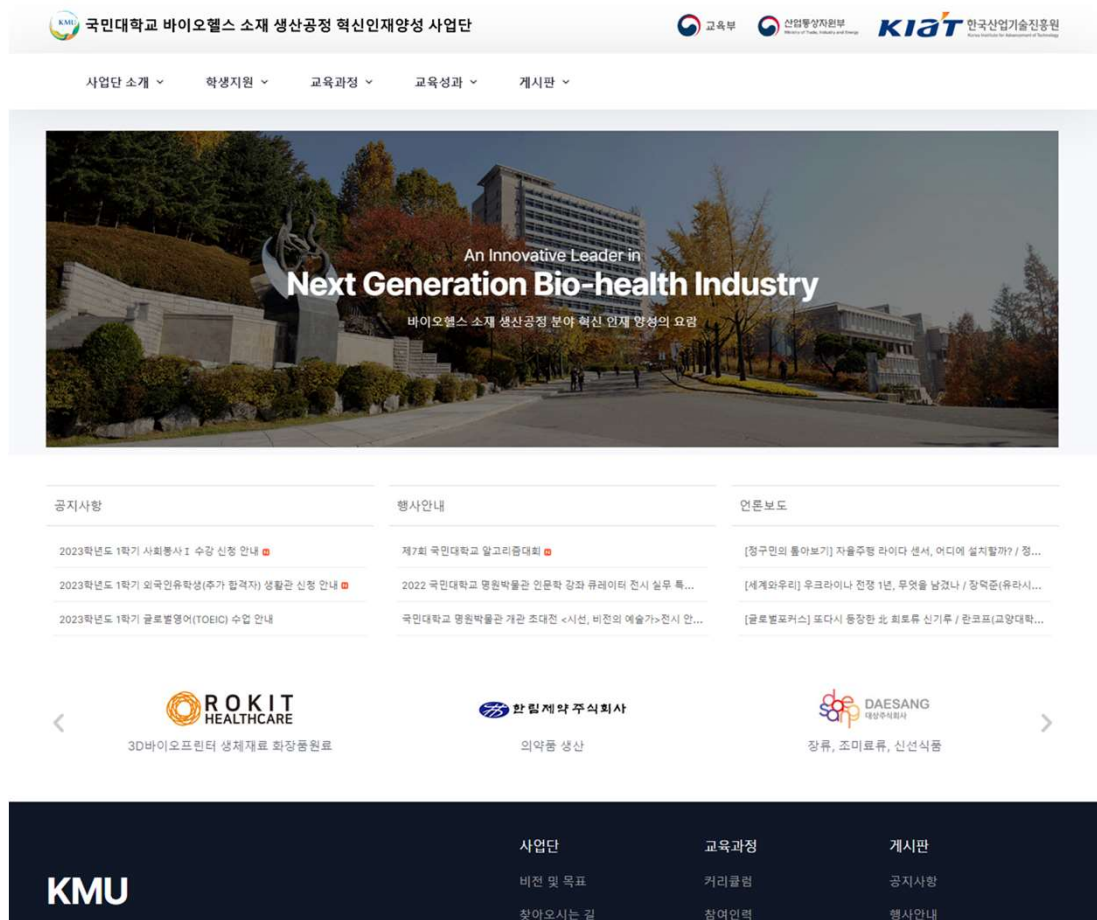 KMU
국민대학교 바이오헬스 소재 생산공정 혁신인재양성 사업단
교육부
산업통상자원부
Ministry of Trade, Industry and Energy
KIAT 한국산업기술진흥원
Korea Institute for Advancement of Technology
사업단 소개
학생지원
교육과정
교육성과
게시판
An Innovative Leader in
Next Generation Bio-health Industry
바이오헬스 소재 생산공정 분야 혁신 인재 양성의 요람
공지사항
2023학년도 1학기 사회봉사Ⅰ 수강 신청 안내 N
2023학년도 1학기 외국인유학생(추가 합격자) 생활관 신청 안내 N
2023학년도 1학기 글로벌영어(TOEIC) 수업 안내
행사안내
제7회 국민대학교 알고리즘대회 N
2022 국민대학교 명원박물관 인문학 강좌 큐레이터 전시 실무 특...
국민대학교 명원박물관 개관 초대전 <시선, 비전의 예술가>전시 안...
언론보도
[정구민의 톺아보기] 자율주행 라이다 센서, 어디에 설치할까? / 정...
[세계와우리] 우크라이나 전쟁 1년, 무엇을 남겼나 / 장덕준(유라시...
[글로벌포커스] 또다시 등장한 北 희토류 신기루 / 란코프(교양대학...
ROKIT
HEALTHCARE
3D바이오프린터 생체재료 화장품원료
한림제약 주식회사
의약품 생산
DAESANG
대상주식회사
장류, 조미료류, 신선식품
KMU
사업단
비전 및 목표
찾아오시는 길
교육과정
커리큘럼
참여인력
게시판
공지사항
행사안내